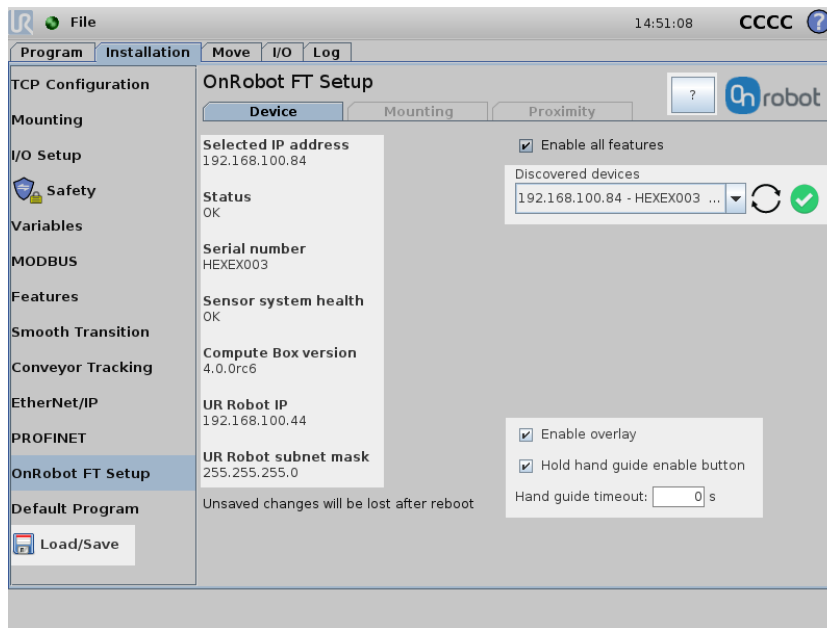 UR File 14:51:08 CCCC ?
Program Installation Move I/O Log
TCP Configuration
Mounting
I/O Setup
Safety
Variables
MODBUS
Features
Smooth Transition
Conveyor Tracking
EtherNet/IP
PROFINET
OnRobot FT Setup
Default Program
Load/Save
OnRobot FT Setup
? On robot
Device Mounting Proximity
Selected IP address
192.168.100.84
Status
OK
Serial number
HEXEX003
Sensor system health
OK
Compute Box version
4.0.0rc6
UR Robot IP
192.168.100.44
UR Robot subnet mask
255.255.255.0
Unsaved changes will be lost after reboot
Enable all features
Discovered devices
192.168.100.84 - HEXEX003 ...
Enable overlay
Hold hand guide enable button
Hand guide timeout: 0 s